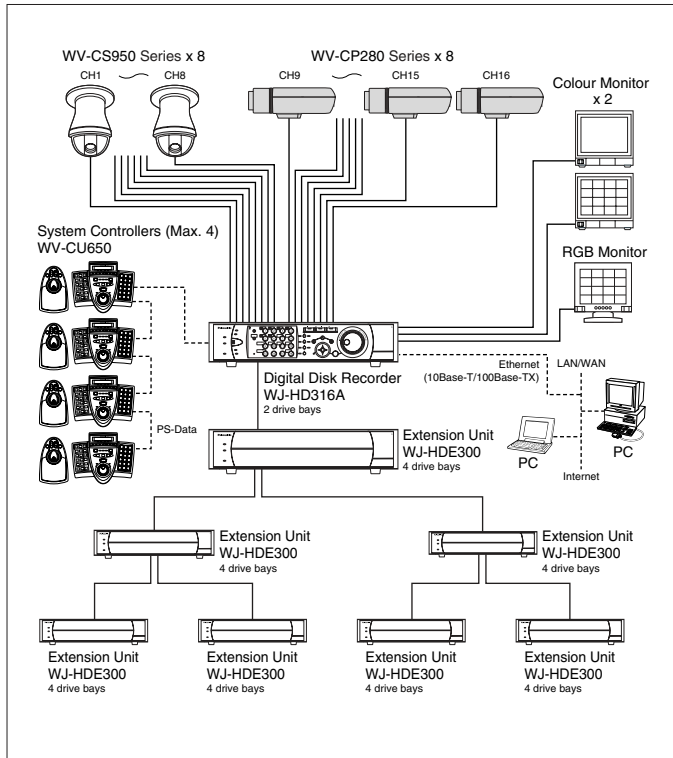 WV-CS950 Series x 8
CH1
CH8
WV-CP280 Series x 8
CH9
CH15
CH16
Colour Monitor
x 2
System Controllers (Max. 4)
WV-CU650
RGB Monitor
Digital Disk Recorder
WJ-HD316A
2 drive bays
Ethernet
(10Base-T/100Base-TX)
LAN/WAN
PS-Data
Extension Unit
WJ-HDE300
4 drive bays
PC
PC
Internet
Extension Unit
WJ-HDE300
4 drive bays
Extension Unit
WJ-HDE300
4 drive bays
Extension Unit
WJ-HDE300
4 drive bays
Extension Unit
WJ-HDE300
4 drive bays
Extension Unit
WJ-HDE300
4 drive bays
Extension Unit
WJ-HDE300
4 drive bays